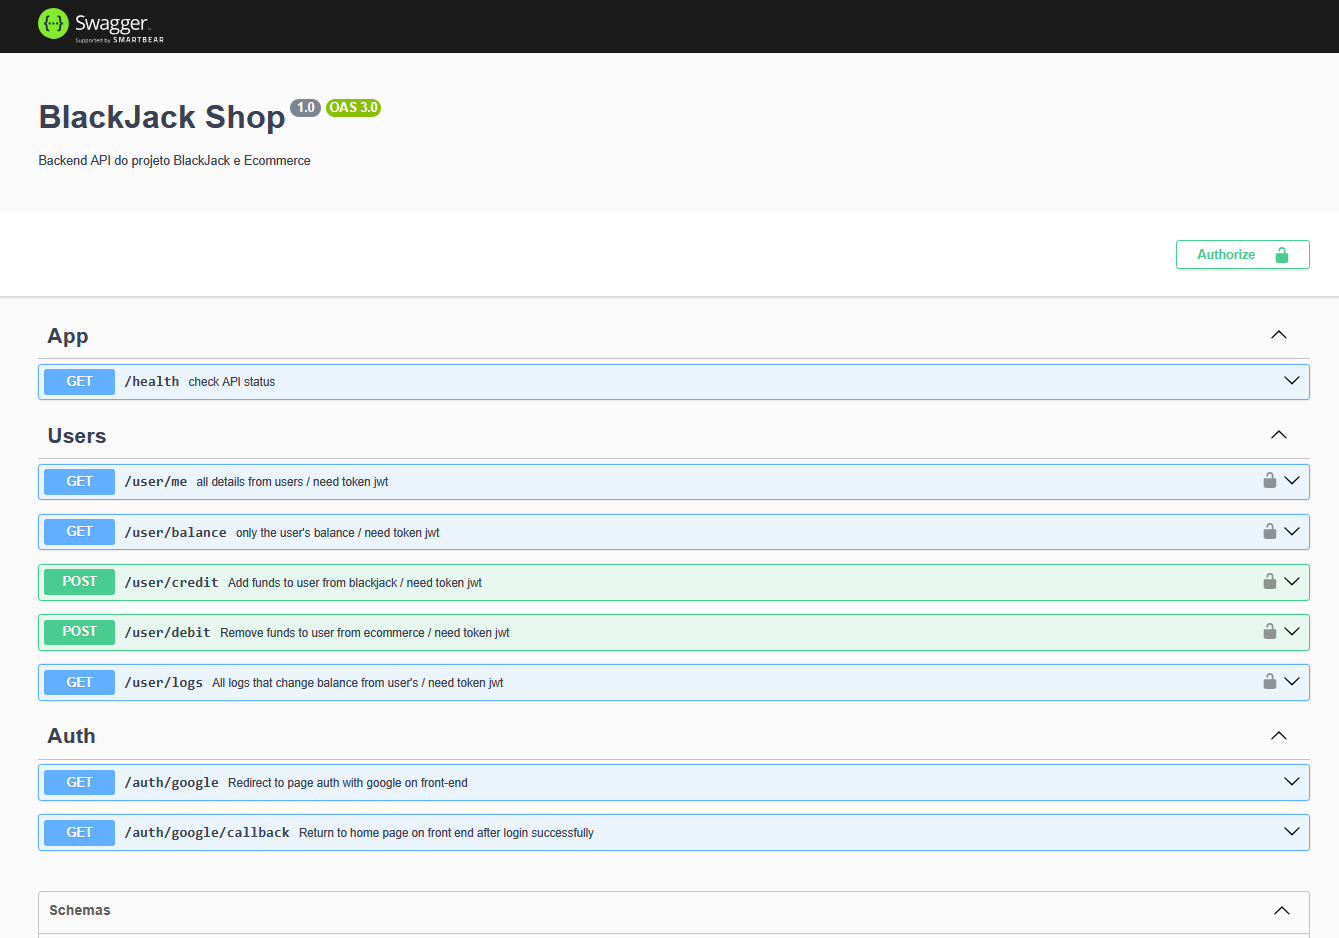 Swagger
Supported by SMARTBEAR
BlackJack Shop 1.0 OAS 3.0
Backend API do projeto BlackJack e Ecommerce
Authorize
App
GET /health check API status
Users
GET /user/me all details from users / need token jwt
GET /user/balance only the user's balance / need token jwt
POST /user/credit Add funds to user from blackjack / need token jwt
POST /user/debit Remove funds to user from ecommerce / need token jwt
GET /user/logs All logs that change balance from user's / need token jwt
Auth
GET /auth/google Redirect to page auth with google on front-end
GET /auth/google/callback Return to home page on front end after login successfully
Schemas